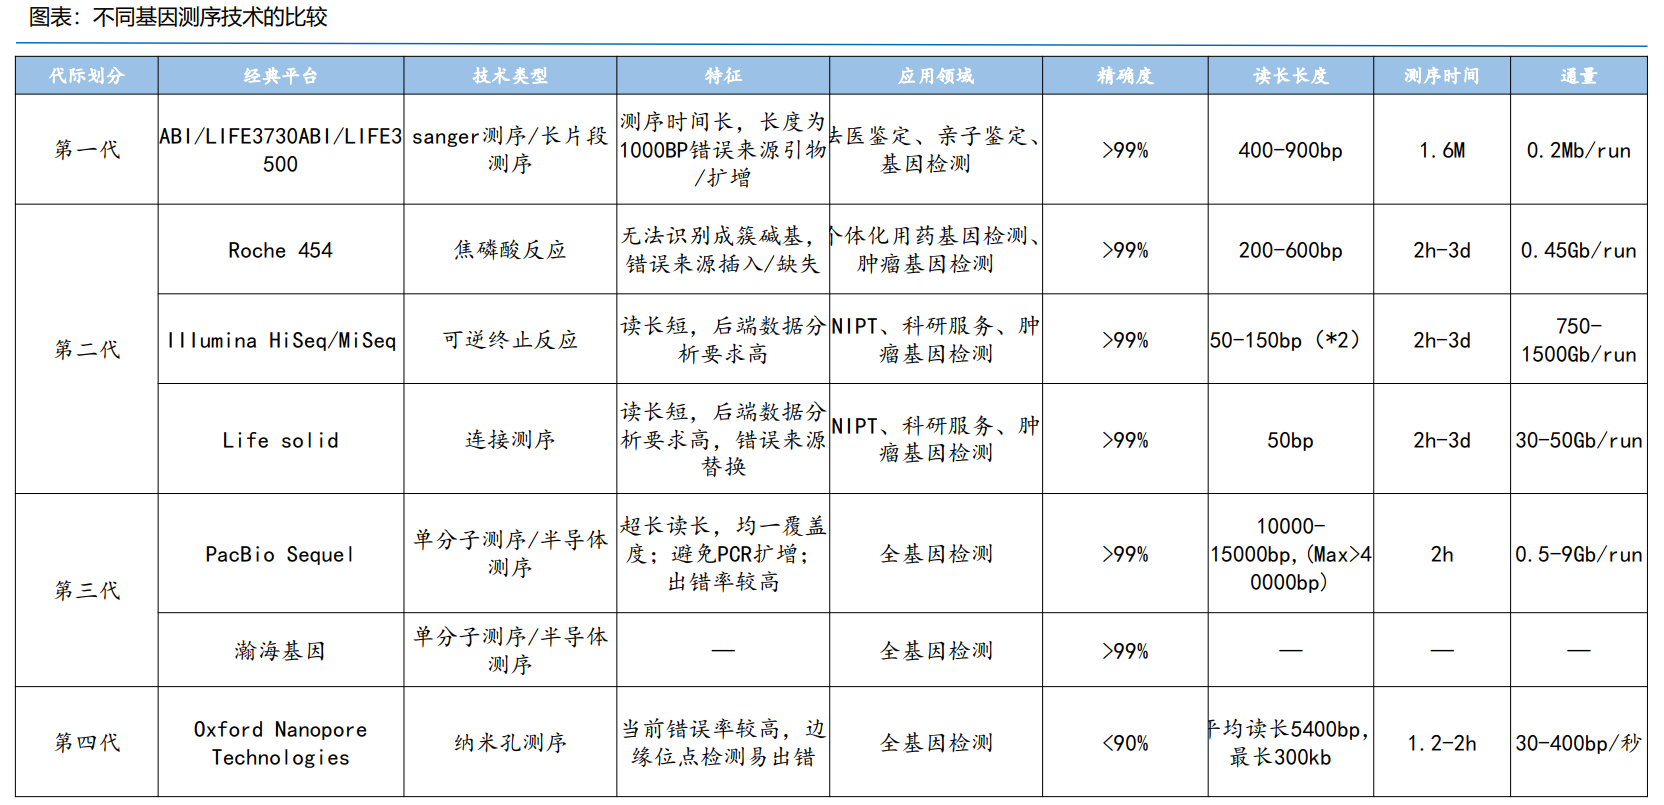 图表：不同基因测序技术的比较
代际划分 经典平台 技术类型 特征 应用领域 精确度 读长长度 测序时间 通量
第一代
ABI/LIFE3730ABI/LIFE3
500
sanger测序/长片段
测序
测序时间长，长度为
1000BP错误来源引物
/扩增
法医鉴定、亲子鉴定、
基因检测
>99%
400-900bp
1.6M
0.2Mb/run
第二代
Roche 454
焦磷酸反应
无法识别成簇碱基，
错误来源插入/缺失
个体化用药基因检测、
肿瘤基因检测
>99%
200-600bp
2h-3d
0.45Gb/run
Illumina HiSeq/MiSeq
可逆终止反应
读长短，后端数据分
析要求高
NIPT、科研服务、肿
瘤基因检测
>99%
50-150bp（*2）
2h-3d
750-
1500Gb/run
Life solid
连接测序
读长短，后端数据分
析要求高，错误来源
替换
NIPT、科研服务、肿
瘤基因检测
>99%
50bp
2h-3d
30-50Gb/run
第三代
PacBio Sequel
单分子测序/半导体
测序
超长读长，均一覆盖
度；避免PCR扩增；
出错率较高
全基因检测
>99%
10000-
15000bp,(Max>4
0000bp)
2h
0.5-9Gb/run
瀚海基因
单分子测序/半导体
测序
—
全基因检测
>99%
—
—
—
第四代
Oxford Nanopore
Technologies
纳米孔测序
当前错误率较高，边
缘位点检测易出错
全基因检测
<90%
平均读长5400bp，
最长300kb
1.2-2h
30-400bp/秒